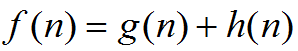 f(n) = g(n) + h(n)